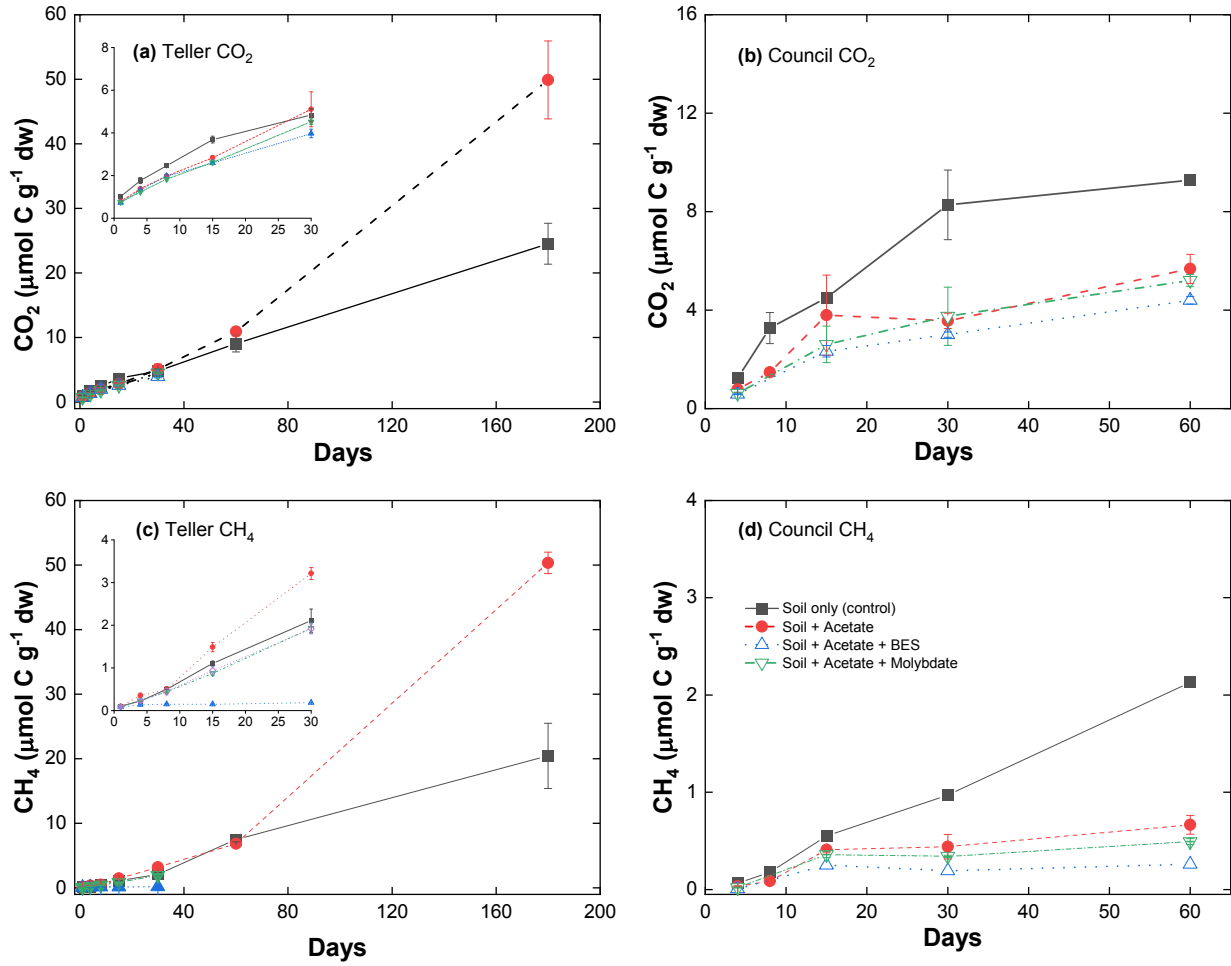 (a) Teller CO₂
CO₂ (μmol C g⁻¹ dw)
60
50
40
30
20
10
0
8
6
4
2
0
0 5 10 15 20 25 30
0 40 80 120 160 200
Days
(b) Council CO₂
CO₂ (μmol C g⁻¹ dw)
16
12
8
4
0
0 10 20 30 40 50 60
Days
(c) Teller CH₄
CH₄ (μmol C g⁻¹ dw)
60
50
40
30
20
10
0
4
3
2
1
0
0 5 10 15 20 25 30
0 40 80 120 160 200
Days
(d) Council CH₄
CH₄ (μmol C g⁻¹ dw)
4
3
2
1
0
Soil only (control)
Soil + Acetate
Soil + Acetate + BES
Soil + Acetate + Molybdate
0 10 20 30 40 50 60
Days